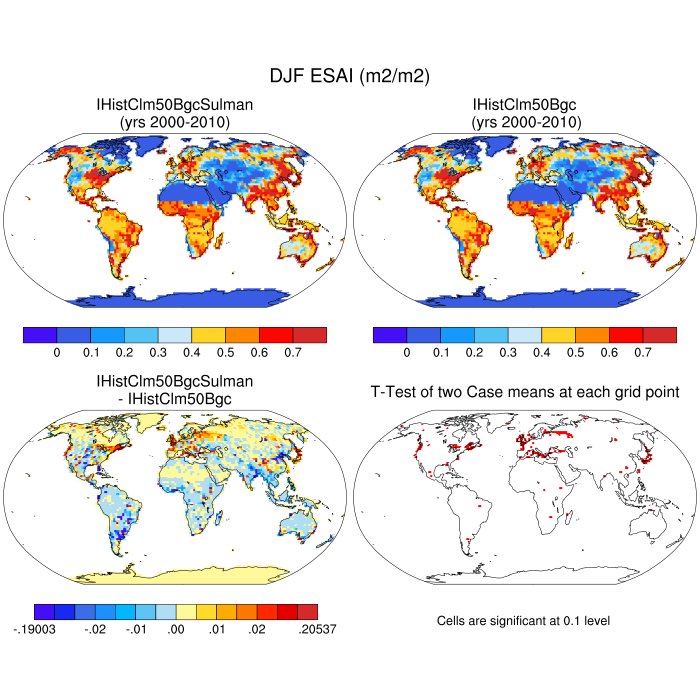 DJF ESAI (m2/m2)
IHistClm50BgcSulman
(yrs 2000-2010)
IHistClm50Bgc
(yrs 2000-2010)
0 0.1 0.2 0.3 0.4 0.5 0.6 0.7
0 0.1 0.2 0.3 0.4 0.5 0.6 0.7
IHistClm50BgcSulman
- IHistClm50Bgc
T-Test of two Case means at each grid point
-.19003 -.02 -.01 .00 .01 .02 .20537
Cells are significant at 0.1 level